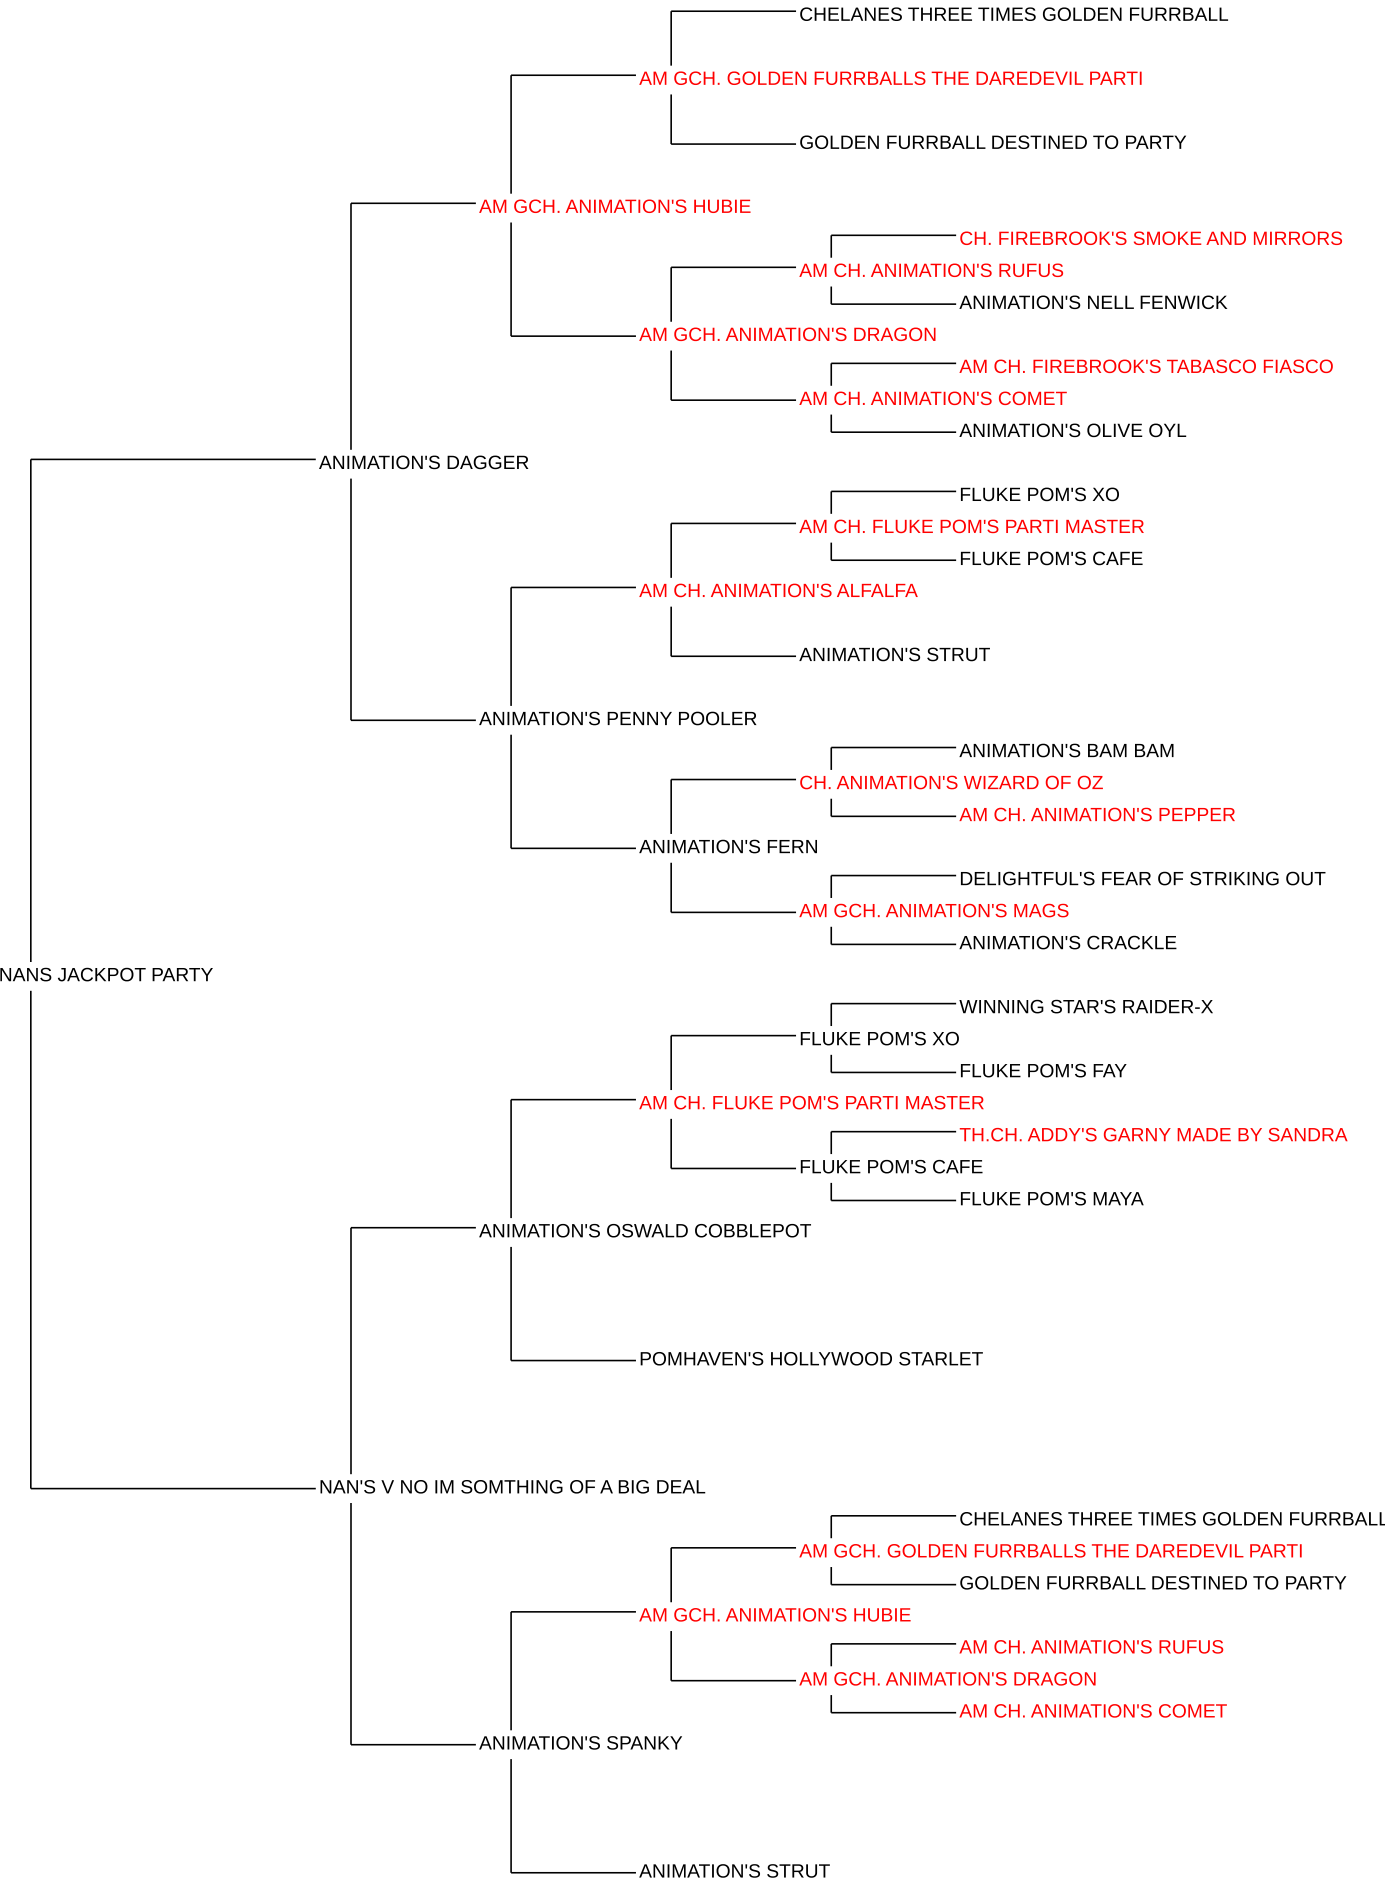 CHELANES THREE TIMES GOLDEN FURRBALL
AM GCH. GOLDEN FURRBALLS THE DAREDEVIL PARTI
GOLDEN FURRBALL DESTINED TO PARTY
AM GCH. ANIMATION'S HUBIE
CH. FIREBROOK'S SMOKE AND MIRRORS
AM CH. ANIMATION'S RUFUS
ANIMATION'S NELL FENWICK
AM GCH. ANIMATION'S DRAGON
AM CH. FIREBROOK'S TABASCO FIASCO
AM CH. ANIMATION'S COMET
ANIMATION'S OLIVE OYL
ANIMATION'S DAGGER
FLUKE POM'S XO
AM CH. FLUKE POM'S PARTI MASTER
FLUKE POM'S CAFE
AM CH. ANIMATION'S ALFALFA
ANIMATION'S STRUT
ANIMATION'S PENNY POOLER
ANIMATION'S BAM BAM
CH. ANIMATION'S WIZARD OF OZ
AM CH. ANIMATION'S PEPPER
ANIMATION'S FERN
DELIGHTFUL'S FEAR OF STRIKING OUT
AM GCH. ANIMATION'S MAGS
ANIMATION'S CRACKLE
NANS JACKPOT PARTY
WINNING STAR'S RAIDER-X
FLUKE POM'S XO
FLUKE POM'S FAY
AM CH. FLUKE POM'S PARTI MASTER
TH.CH. ADDY'S GARNY MADE BY SANDRA
FLUKE POM'S CAFE
FLUKE POM'S MAYA
ANIMATION'S OSWALD COBBLEPOT
POMHAVEN'S HOLLYWOOD STARLET
NAN'S V NO IM SOMTHING OF A BIG DEAL
CHELANES THREE TIMES GOLDEN FURRBALL
AM GCH. GOLDEN FURRBALLS THE DAREDEVIL PARTI
GOLDEN FURRBALL DESTINED TO PARTY
AM GCH. ANIMATION'S HUBIE
AM CH. ANIMATION'S RUFUS
AM GCH. ANIMATION'S DRAGON
AM CH. ANIMATION'S COMET
ANIMATION'S SPANKY
ANIMATION'S STRUT